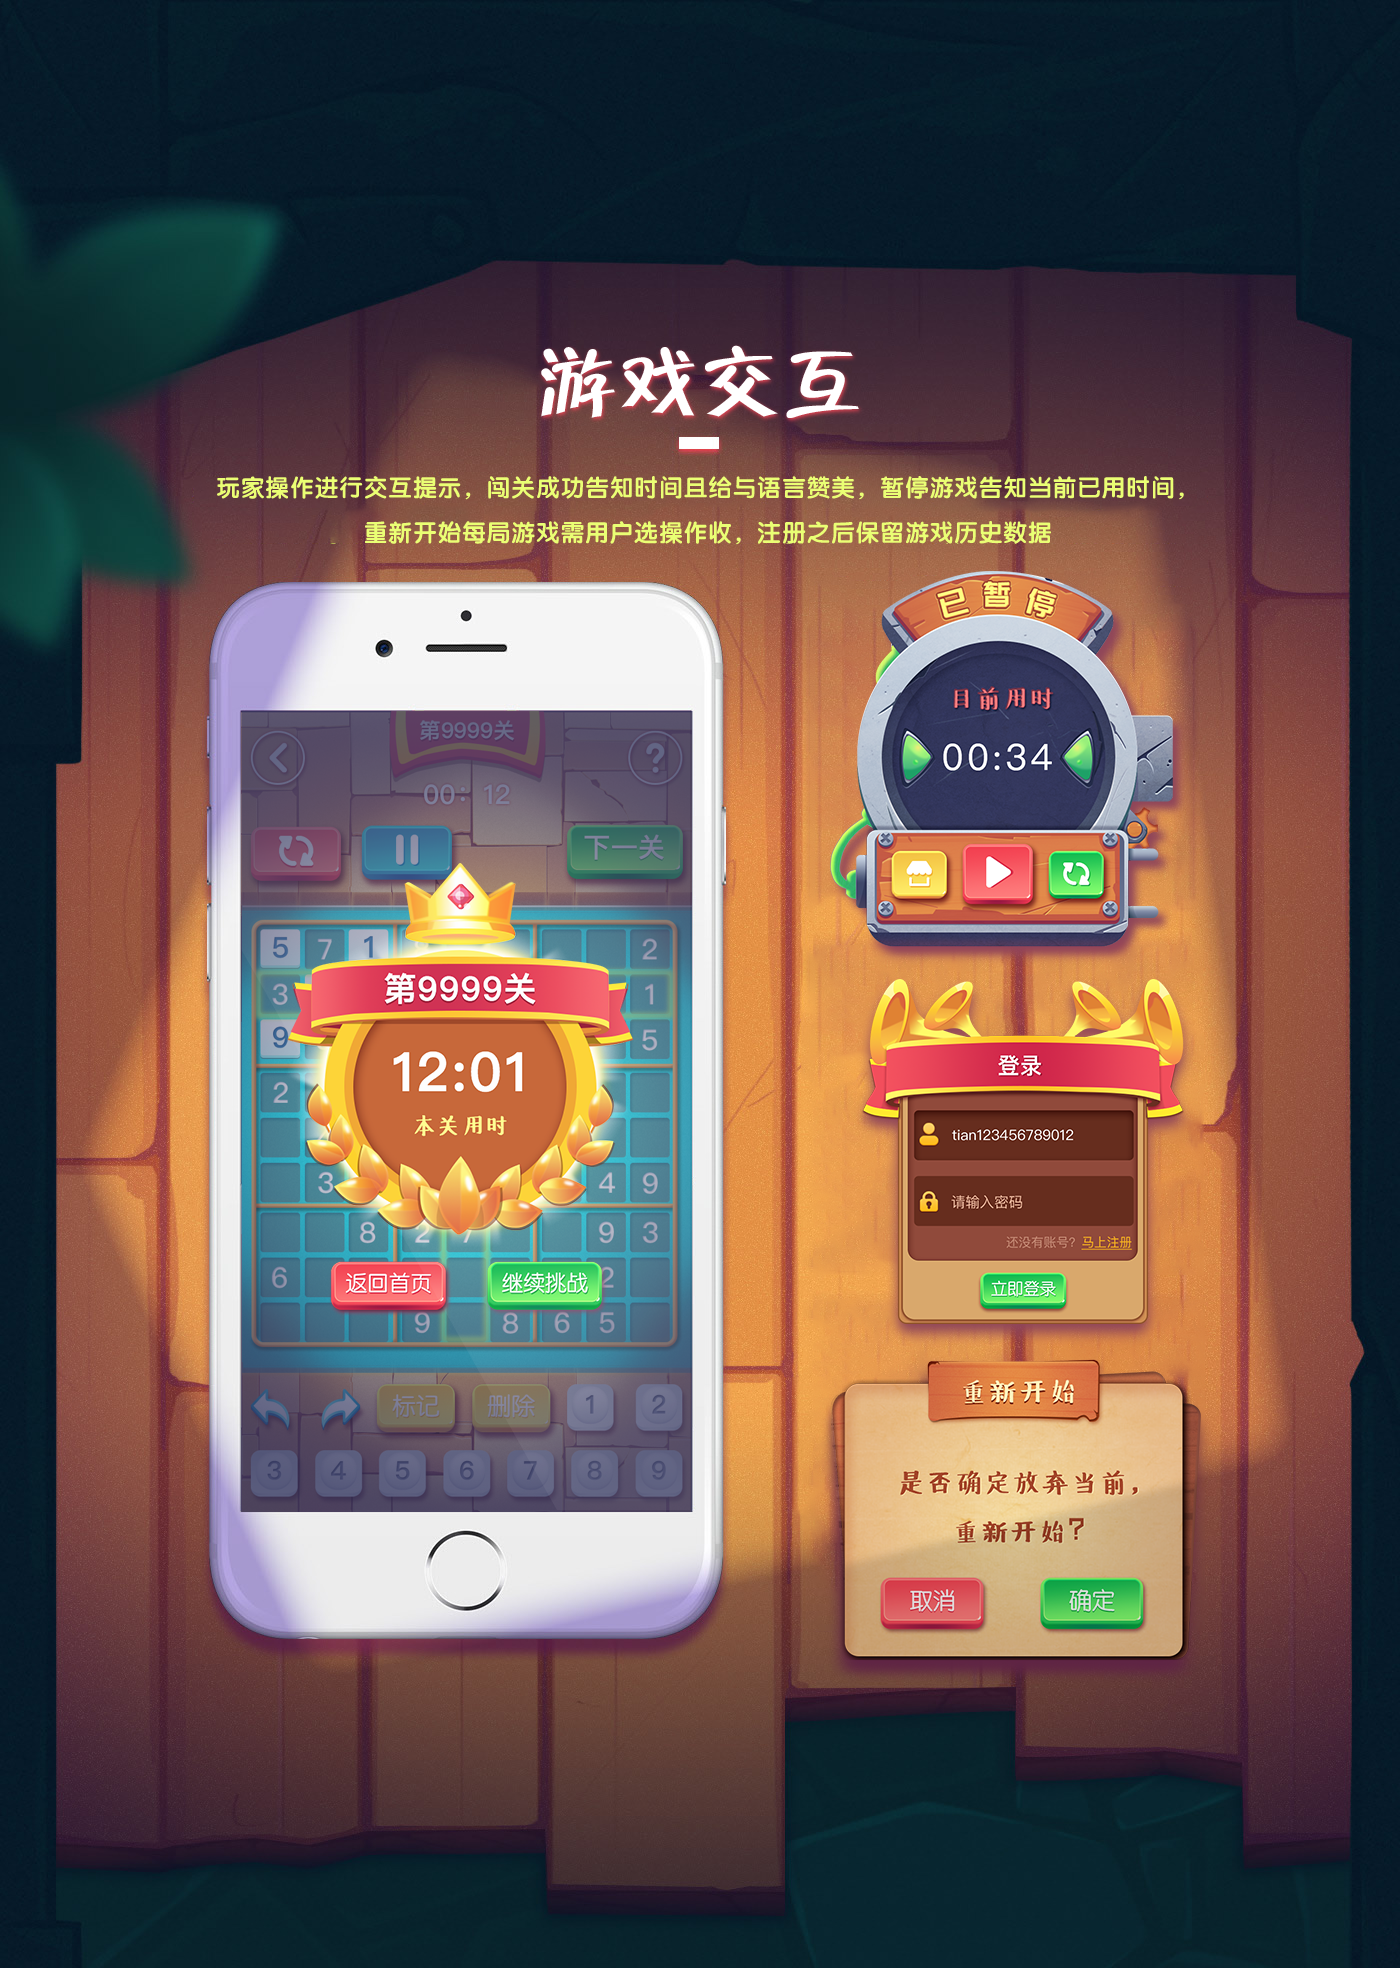 游戏交互
玩家操作进行交互提示，闯关成功告知时间且给与语言赞美，暂停游戏告知当前已用时间，
重新开始每局游戏需用户选操作收，注册之后保留游戏历史数据
第9999关
?
00: 12
下一关
5 7 1 2
3 1
9 5
2
3 4 9
8 2 7 9 3
6 2
9 8 6 5
第9999关
12:01
本关用时
返回首页 继续挑战
标记 删除 1 2
3 4 5 6 7 8 9
已暂停
目前用时
00:34
登录
tian123456789012
请输入密码
还没有账号? 马上注册
立即登录
重新开始
是否确定放弃当前，
重新开始?
取消 确定